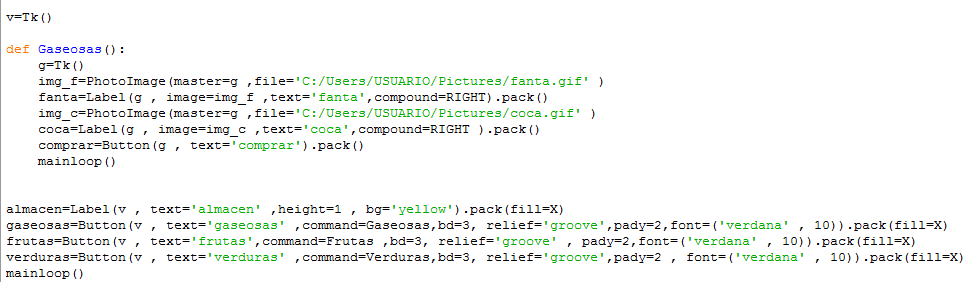 v=Tk()
def Gaseosas():
    g=Tk()
    img_f=PhotoImage(master=g ,file='C:/Users/USUARIO/Pictures/fanta.gif' )
    fanta=Label(g , image=img_f ,text='fanta',compound=RIGHT).pack()
    img_c=PhotoImage(master=g ,file='C:/Users/USUARIO/Pictures/coca.gif' )
    coca=Label(g , image=img_c ,text='coca',compound=RIGHT ).pack()
    comprar=Button(g , text='comprar').pack()
    mainloop()
almacen=Label(v , text='almacen' ,height=1 , bg='yellow').pack(fill=X)
gaseosas=Button(v , text='gaseosas' ,command=Gaseosas,bd=3, relief='groove',pady=2,font=('verdana' , 10)).pack(fill=X)
frutas=Button(v , text='frutas',command=Frutas ,bd=3, relief='groove' , pady=2,font=('verdana' , 10)).pack(fill=X)
verduras=Button(v , text='verduras' ,command=Verduras,bd=3, relief='groove',pady=2 , font=('verdana' , 10)).pack(fill=X)
mainloop()